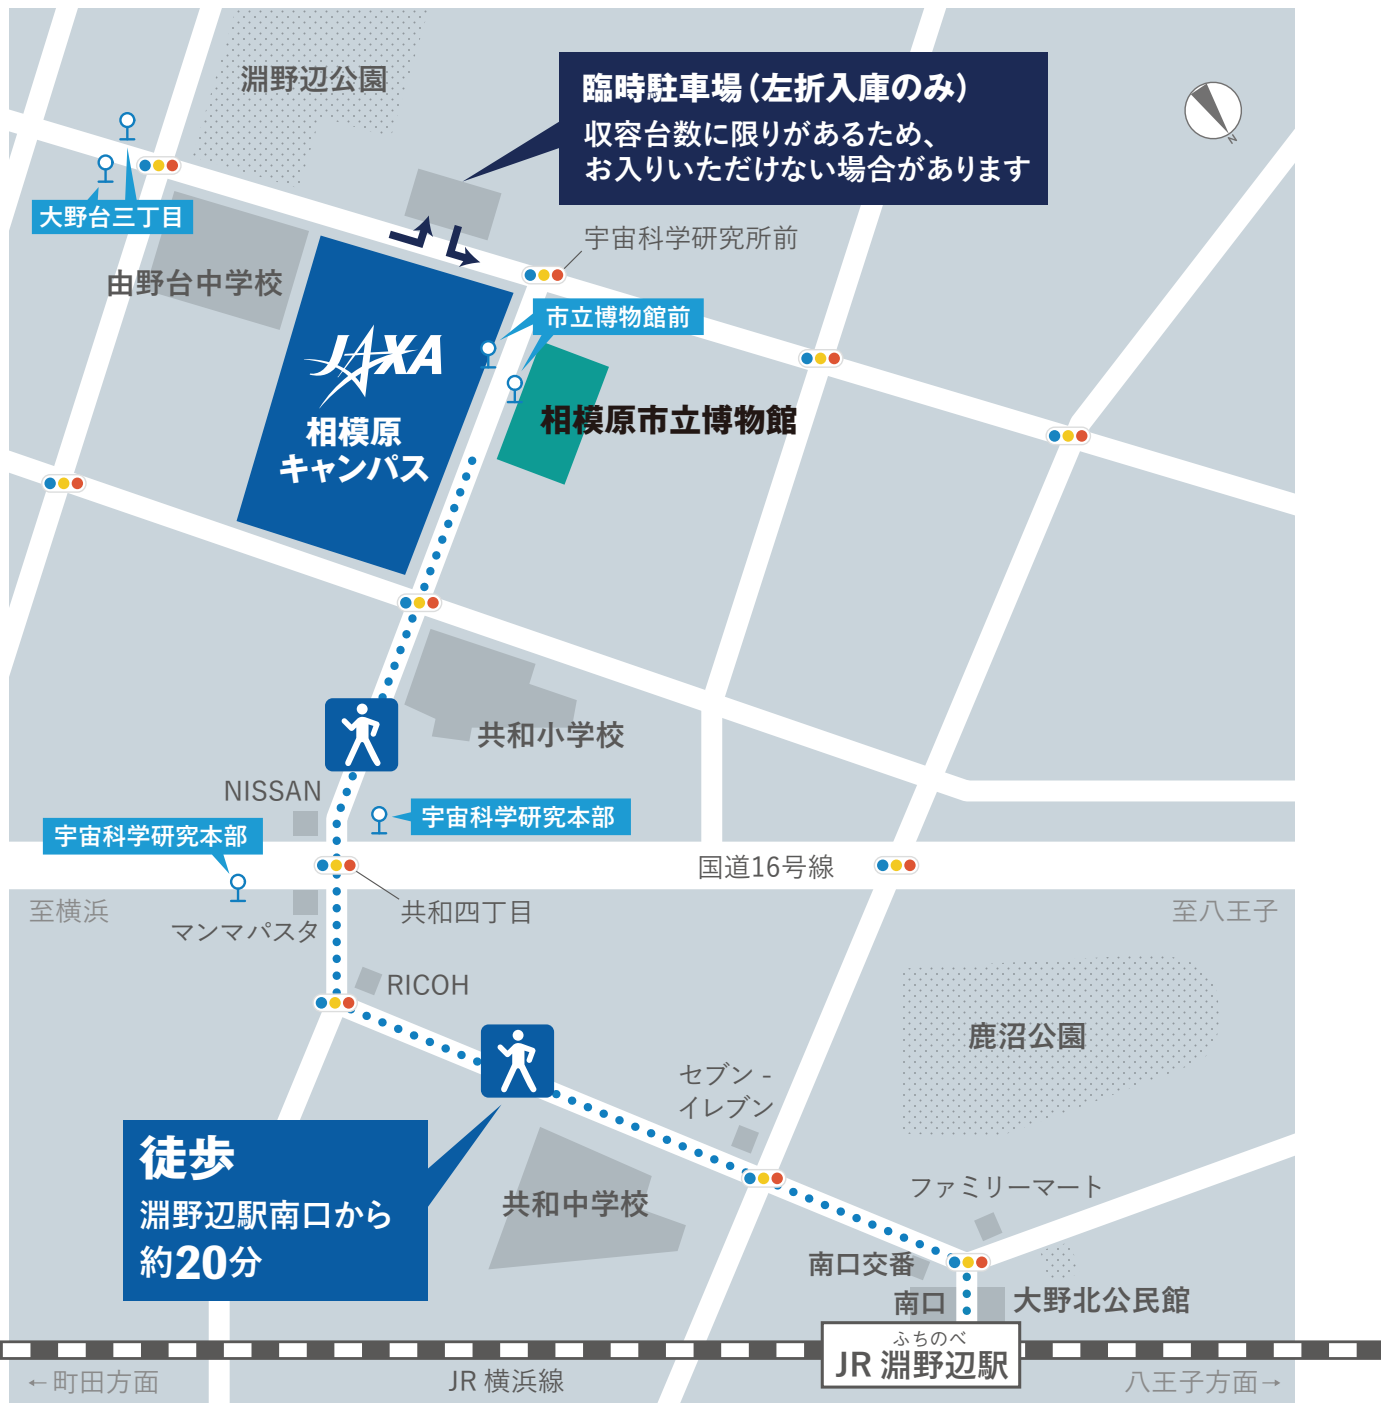 淵野辺公園
臨時駐車場(左折入庫のみ)
収容台数に限りがあるため、
お入りいただけない場合があります
N
大野台三丁目
宇宙科学研究所前
由野台中学校
市立博物館前
JAXA
相模原
キャンパス
相模原市立博物館
共和小学校
NISSAN
宇宙科学研究本部
宇宙科学研究本部
国道16号線
至横浜
マンマパスタ
共和四丁目
至八王子
RICOH
鹿沼公園
セブン-
イレブン
徒歩
淵野辺駅南口から
約20分
共和中学校
ファミリーマート
南口交番
南口
大野北公民館
ふちのべ
JR 淵野辺駅
←町田方面
JR 横浜線
八王子方面→